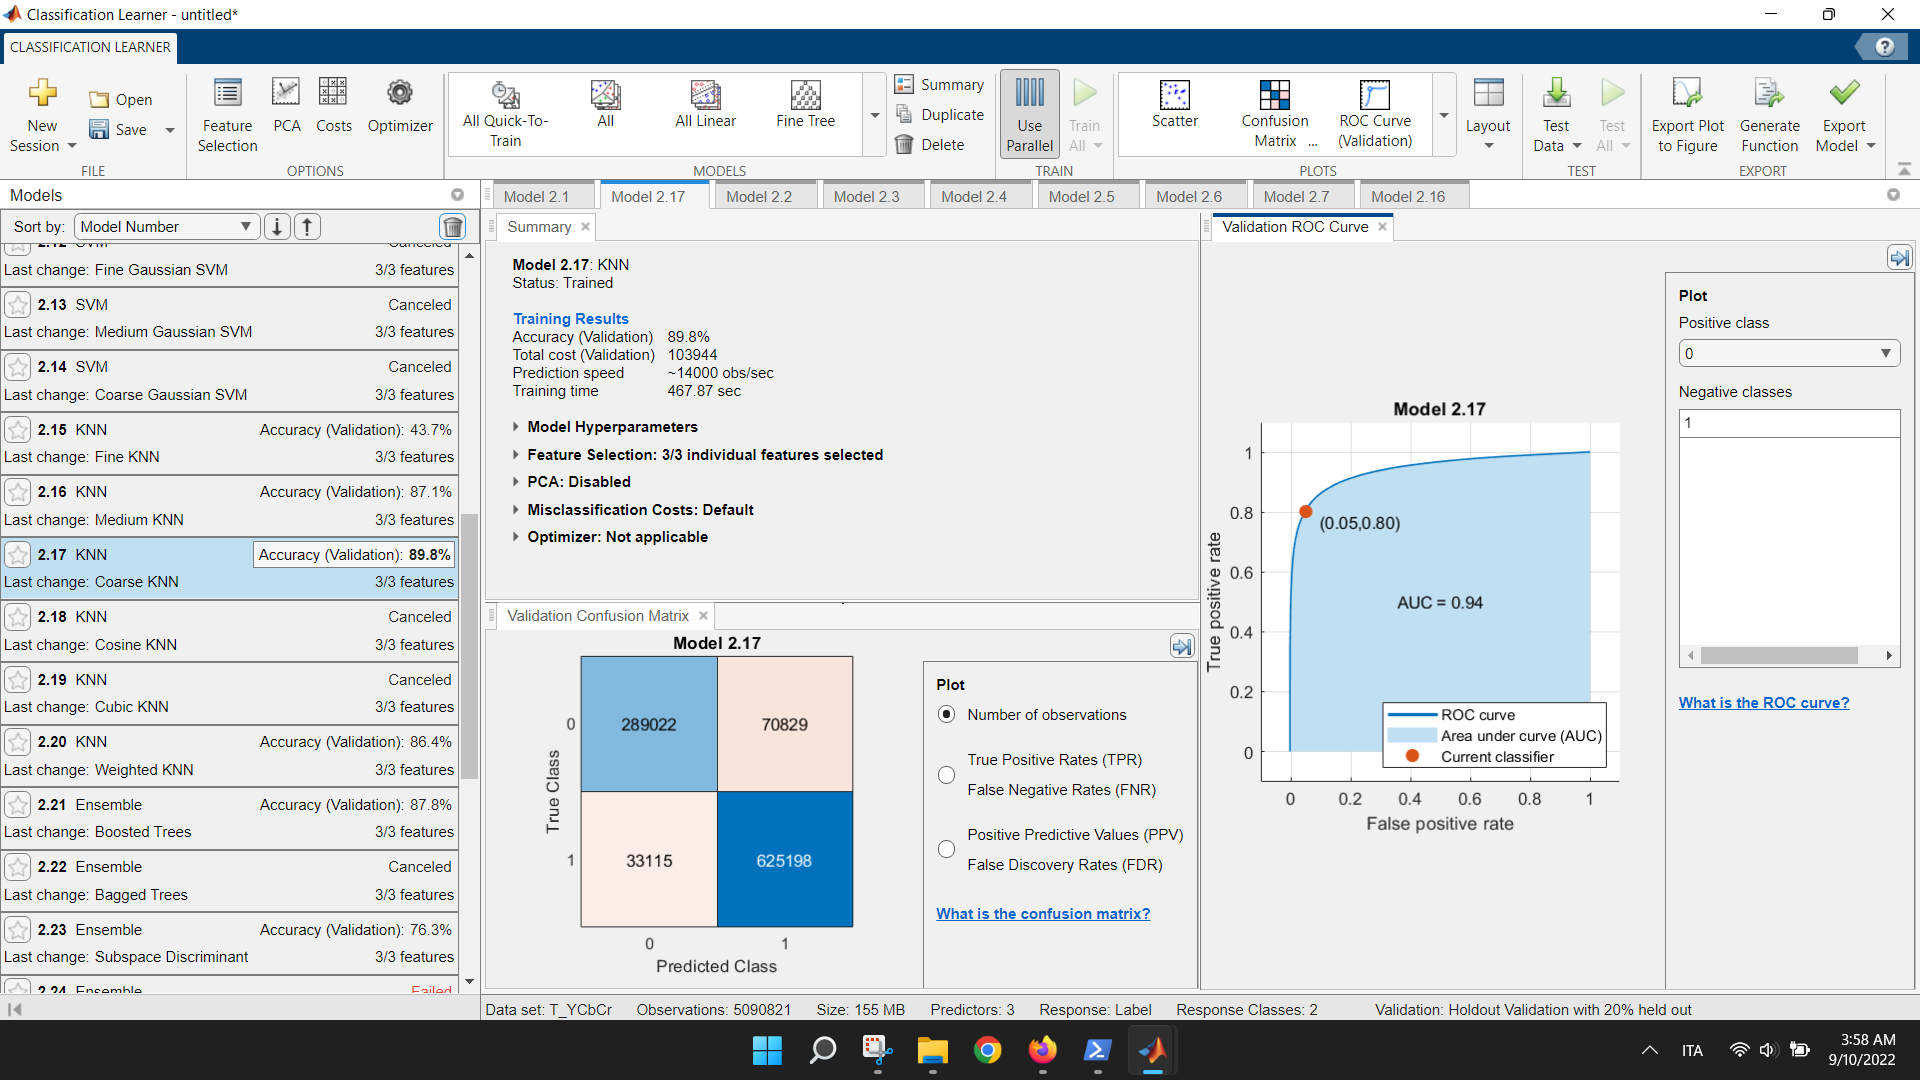 Classification Learner - untitled*
CLASSIFICATION LEARNER
New
Session
Open
Save
FILE
Feature
Selection
PCA
Costs
Optimizer
OPTIONS
All Quick-To-
Train
All
All Linear
Fine Tree
MODELS
Summary
Duplicate
Delete
Use
Parallel
Train
All
TRAIN
Scatter
Confusion
Matrix ...
ROC Curve
(Validation)
PLOTS
Layout
Test
Data
Test
All
TEST
Export Plot
to Figure
Generate
Function
Export
Model
EXPORT
Models
Sort by: Model Number
2.12 SVM Canceled
Last change: Fine Gaussian SVM 3/3 features
2.13 SVM Canceled
Last change: Medium Gaussian SVM 3/3 features
2.14 SVM Canceled
Last change: Coarse Gaussian SVM 3/3 features
2.15 KNN Accuracy (Validation): 43.7%
Last change: Fine KNN 3/3 features
2.16 KNN Accuracy (Validation): 87.1%
Last change: Medium KNN 3/3 features
2.17 KNN Accuracy (Validation): 89.8%
Last change: Coarse KNN 3/3 features
2.18 KNN Canceled
Last change: Cosine KNN 3/3 features
2.19 KNN Canceled
Last change: Cubic KNN 3/3 features
2.20 KNN Accuracy (Validation): 86.4%
Last change: Weighted KNN 3/3 features
2.21 Ensemble Accuracy (Validation): 87.8%
Last change: Boosted Trees 3/3 features
2.22 Ensemble Canceled
Last change: Bagged Trees 3/3 features
2.23 Ensemble Accuracy (Validation): 76.3%
Last change: Subspace Discriminant 3/3 features
2.24 Ensemble Failed
Model 2.1 Model 2.17 Model 2.2 Model 2.3 Model 2.4 Model 2.5 Model 2.6 Model 2.7 Model 2.16
Summary
Model 2.17: KNN
Status: Trained
Training Results
Accuracy (Validation) 89.8%
Total cost (Validation) 103944
Prediction speed ~14000 obs/sec
Training time 467.87 sec
Model Hyperparameters
Feature Selection: 3/3 individual features selected
PCA: Disabled
Misclassification Costs: Default
Optimizer: Not applicable
Validation Confusion Matrix
Model 2.17
True Class
0 289022 70829
1 33115 625198
0 1
Predicted Class
Plot
Number of observations
True Positive Rates (TPR)
False Negative Rates (FNR)
Positive Predictive Values (PPV)
False Discovery Rates (FDR)
What is the confusion matrix?
Validation ROC Curve
Model 2.17
True positive rate
1
0.8
0.6
0.4
0.2
0
(0.05,0.80)
AUC = 0.94
ROC curve
Area under curve (AUC)
Current classifier
0 0.2 0.4 0.6 0.8 1
False positive rate
Plot
Positive class
0
Negative classes
1
What is the ROC curve?
Data set: T_YCbCr Observations: 5090821 Size: 155 MB Predictors: 3 Response: Label Response Classes: 2 Validation: Holdout Validation with 20% held out
ITA
3:58 AM
9/10/2022